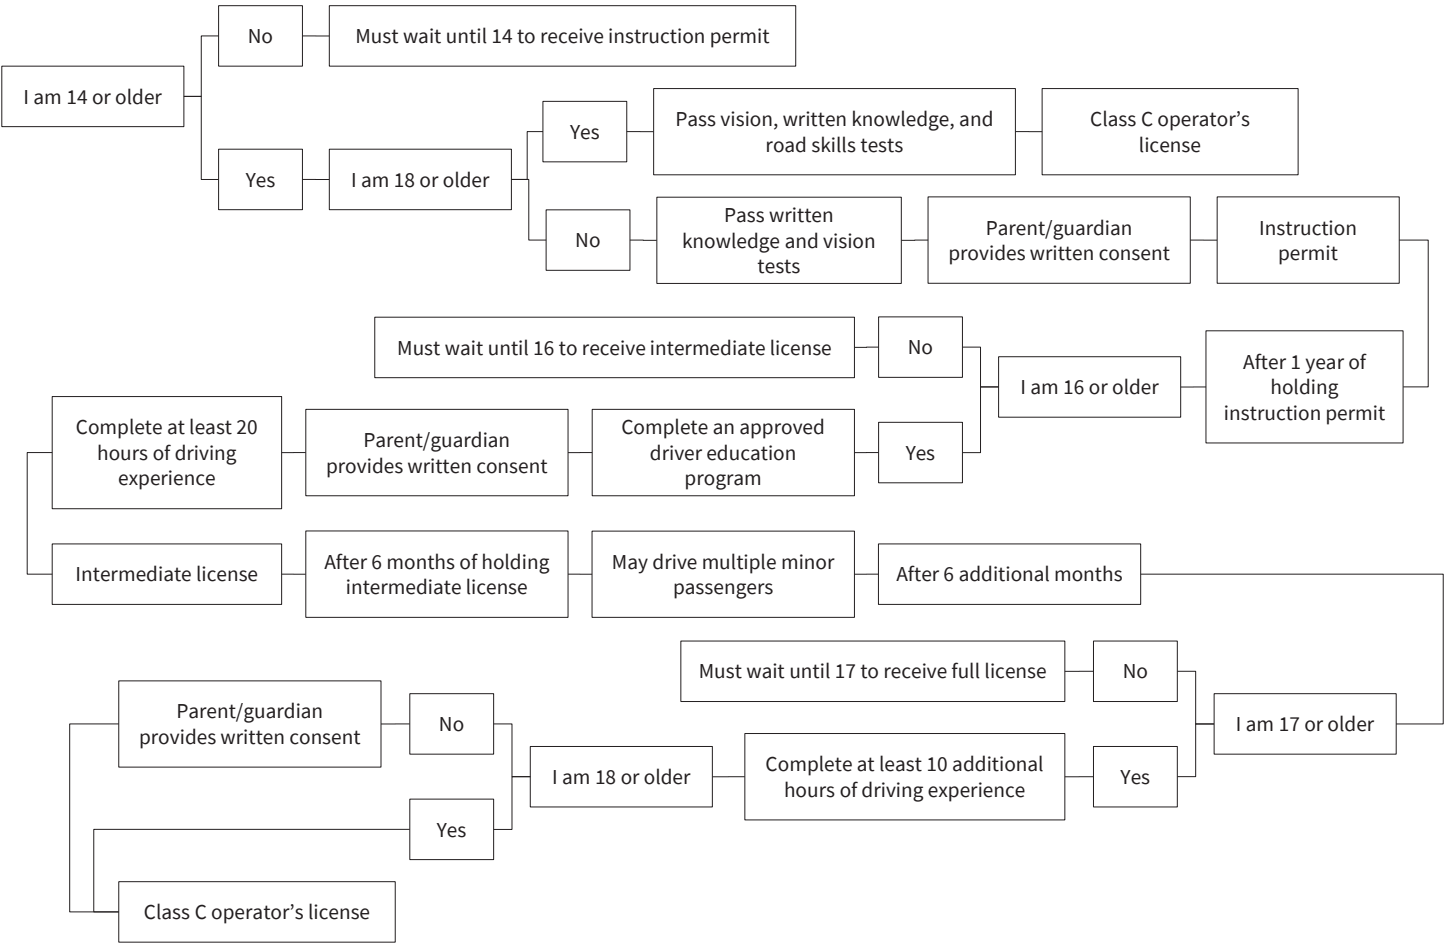 No
Must wait until 14 to receive instruction permit
I am 14 or older
Yes
I am 18 or older
Yes
Pass vision, written knowledge, and
road skills tests
Class C operator’s
license
No
Pass written
knowledge and vision
tests
Parent/guardian
provides written consent
Instruction
permit
After 1 year of
holding
instruction permit
I am 16 or older
No
Must wait until 16 to receive intermediate license
Yes
Complete an approved
driver education
program
Parent/guardian
provides written consent
Complete at least 20
hours of driving
experience
Intermediate license
After 6 months of holding
intermediate license
May drive multiple minor
passengers
After 6 additional months
I am 17 or older
No
Must wait until 17 to receive full license
Yes
Complete at least 10 additional
hours of driving experience
I am 18 or older
No
Parent/guardian
provides written consent
Yes
Class C operator’s license